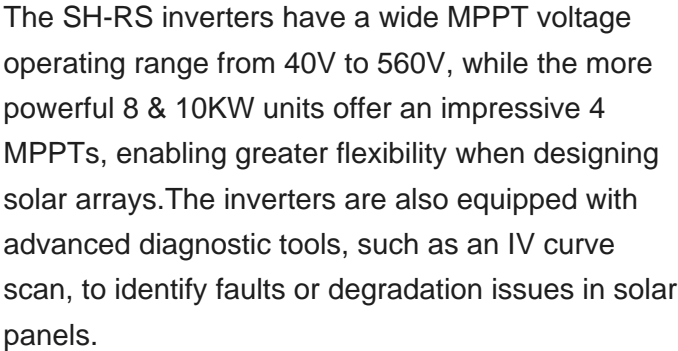 The SH-RS inverters have a wide MPPT voltage
operating range from 40V to 560V, while the more
powerful 8 & 10KW units offer an impressive 4
MPPTs, enabling greater flexibility when designing
solar arrays.The inverters are also equipped with
advanced diagnostic tools, such as an IV curve
scan, to identify faults or degradation issues in solar
panels.